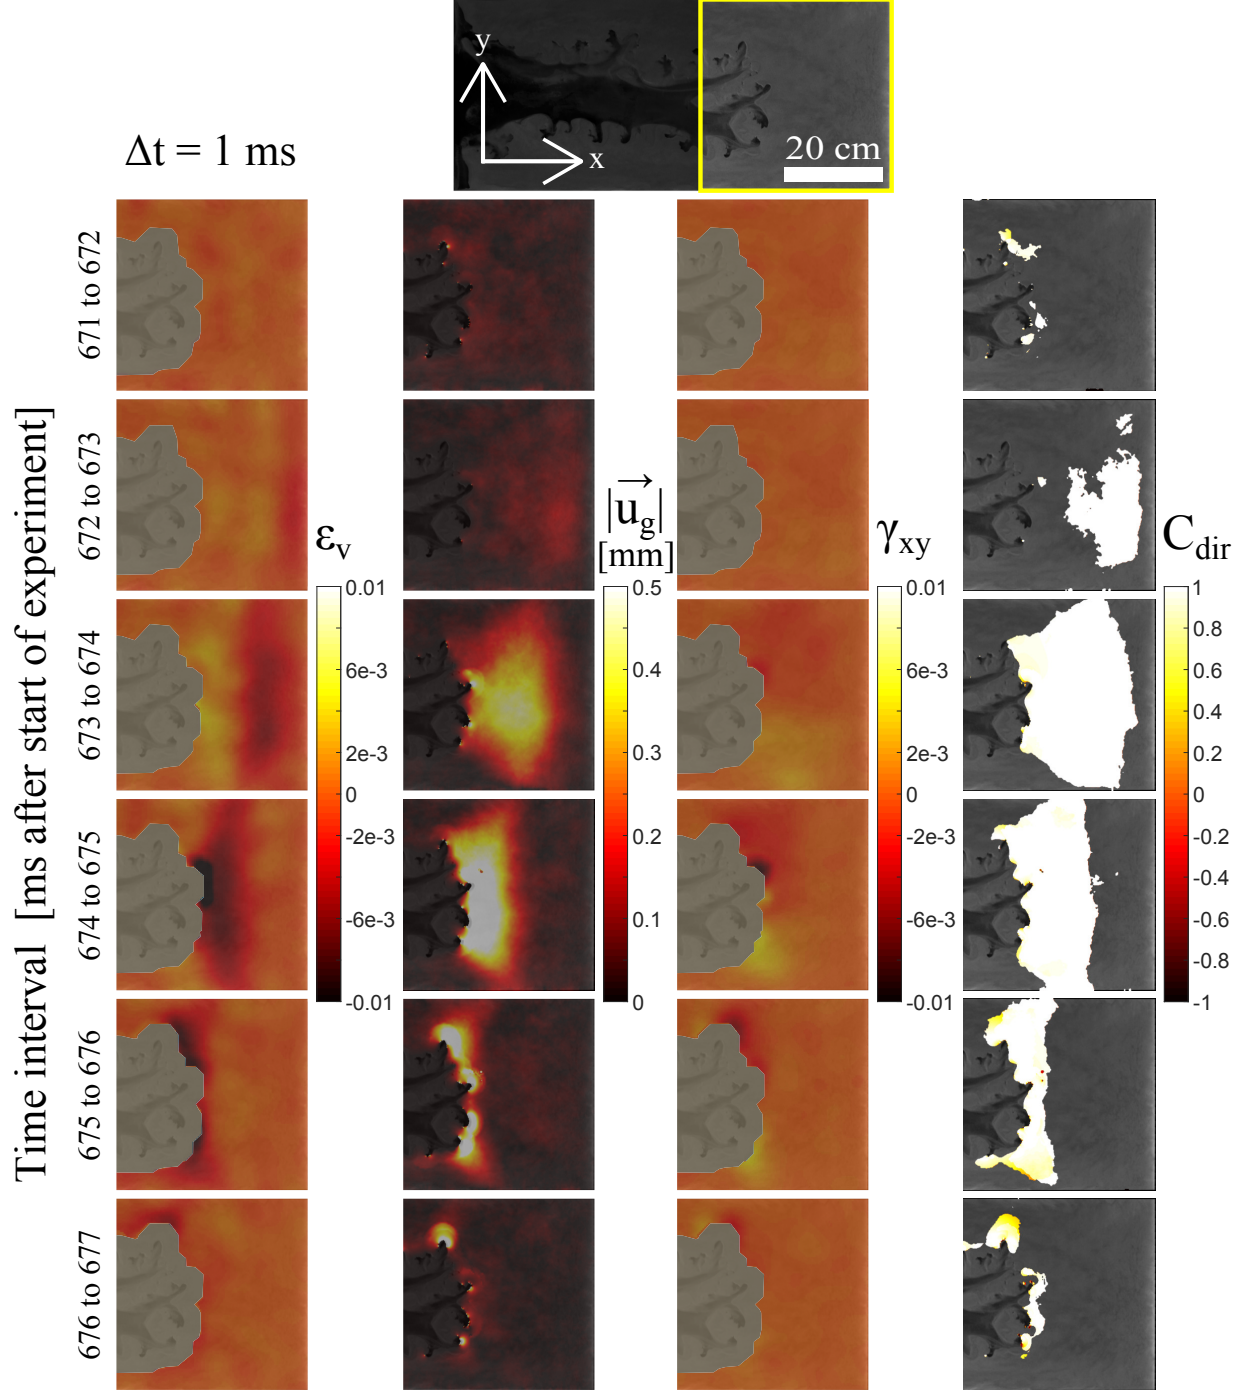 y
x
20 cm
Δt = 1 ms
Time interval [ms after start of experiment]
671 to 672
672 to 673
673 to 674
674 to 675
675 to 676
676 to 677
εv
0.01
6e-3
2e-3
0
-2e-3
-6e-3
-0.01
|ug|
[mm]
0.5
0.4
0.3
0.2
0.1
0
γxy
0.01
6e-3
2e-3
0
-2e-3
-6e-3
-0.01
Cdir
1
0.8
0.6
0.4
0.2
0
-0.2
-0.4
-0.6
-0.8
-1